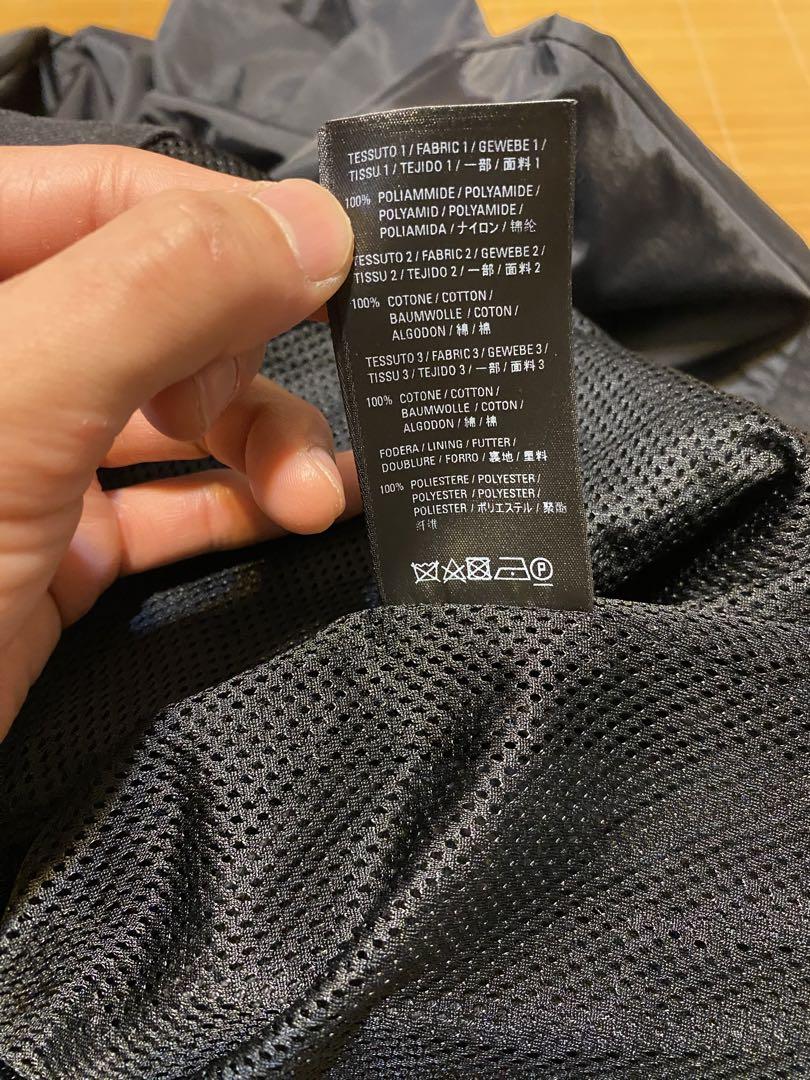 TESSUTO 1 / FABRIC 1 / GEWEBE 1 /
TISSU 1 / TEJIDO 1 / 一部 / 面料 1
100% POLIAMMIDE / POLYAMIDE /
POLYAMID / POLYAMIDE /
POLIAMIDA / ナイロン / 锦纶
TESSUTO 2 / FABRIC 2 / GEWEBE 2 /
TISSU 2 / TEJIDO 2 / 一部 / 面料 2
100% COTONE / COTTON /
BAUMWOLLE / COTON /
ALGODON / 綿 / 棉
TESSUTO 3 / FABRIC 3 / GEWEBE 3 /
TISSU 3 / TEJIDO 3 / 一部 / 面料 3
100% COTONE / COTTON /
BAUMWOLLE / COTON /
ALGODON / 綿 / 棉
FODERA / LINING / FUTTER /
DOUBLURE / FORRO / 裏地 / 里料
100% POLIESTERE / POLYESTER /
POLYESTER / POLYESTER /
POLIESTER / ポリエステル / 聚酯
纤维
P